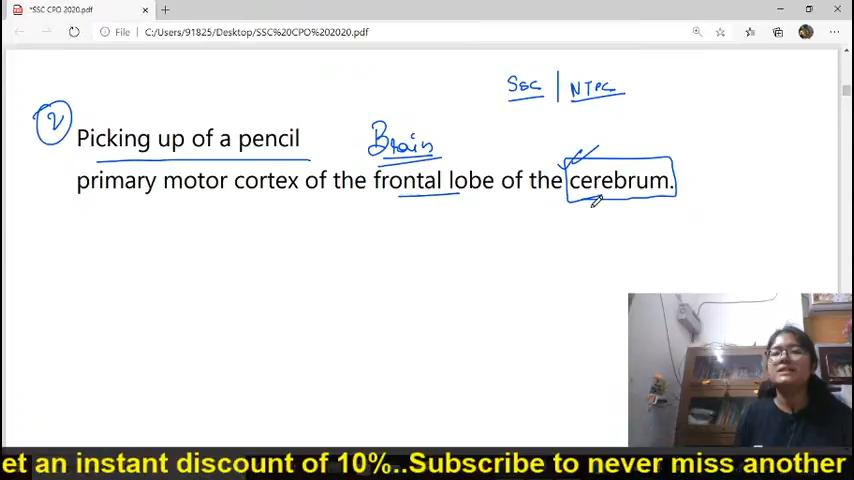 *SSC CPO 2020.pdf
File C:/Users/91825/Desktop/SSC%20CPO%202020.pdf
SSC | NTPC
2
Picking up of a pencil
Brain
primary motor cortex of the frontal lobe of the cerebrum.
et an instant discount of 10%..Subscribe to never miss another